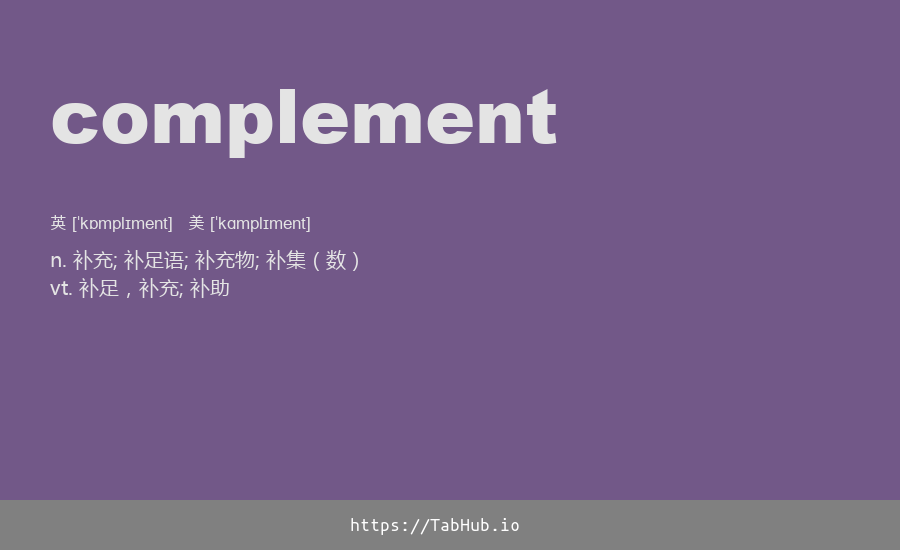 complement
英 [ˈkɒmplɪment] 美 [ˈkɑmplɪment]
n. 补充; 补足语; 补充物; 补集（数）
vt. 补足，补充; 补助
https://TabHub.io